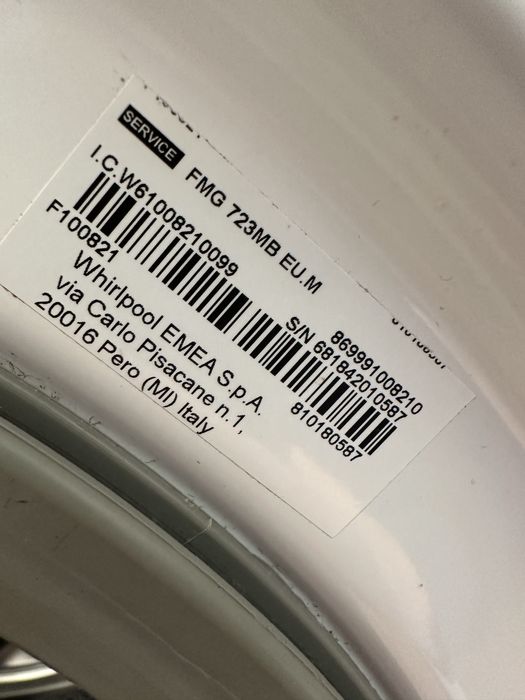 SERVICE FMG 723MB EU.M
869991008210
I.C.W61008210099 S/N 681842010587
F100821 810180587
Whirlpool EMEA S.p.A.
via Carlo Pisacane n.1,
20016 Pero (MI) Italy